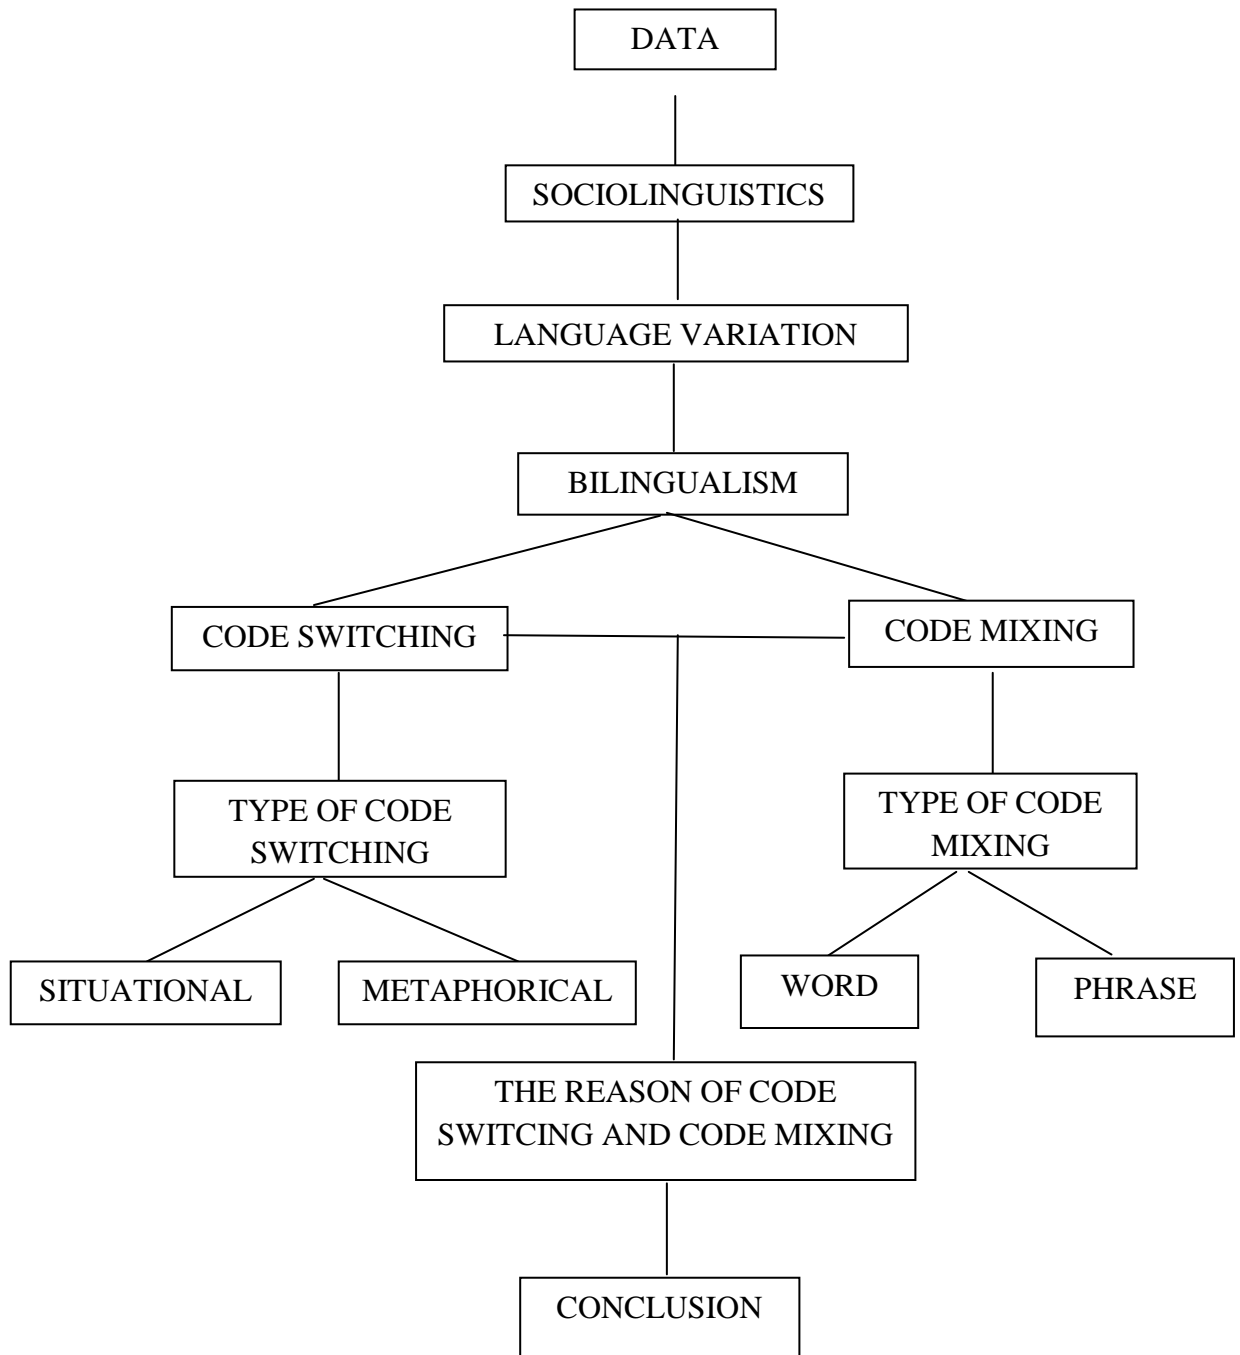 DATA
SOCIOLINGUISTICS
LANGUAGE VARIATION
BILINGUALISM
CODE SWITCHING
CODE MIXING
TYPE OF CODE
SWITCHING
TYPE OF CODE
MIXING
SITUATIONAL
METAPHORICAL
WORD
PHRASE
THE REASON OF CODE
SWITCING AND CODE MIXING
CONCLUSION